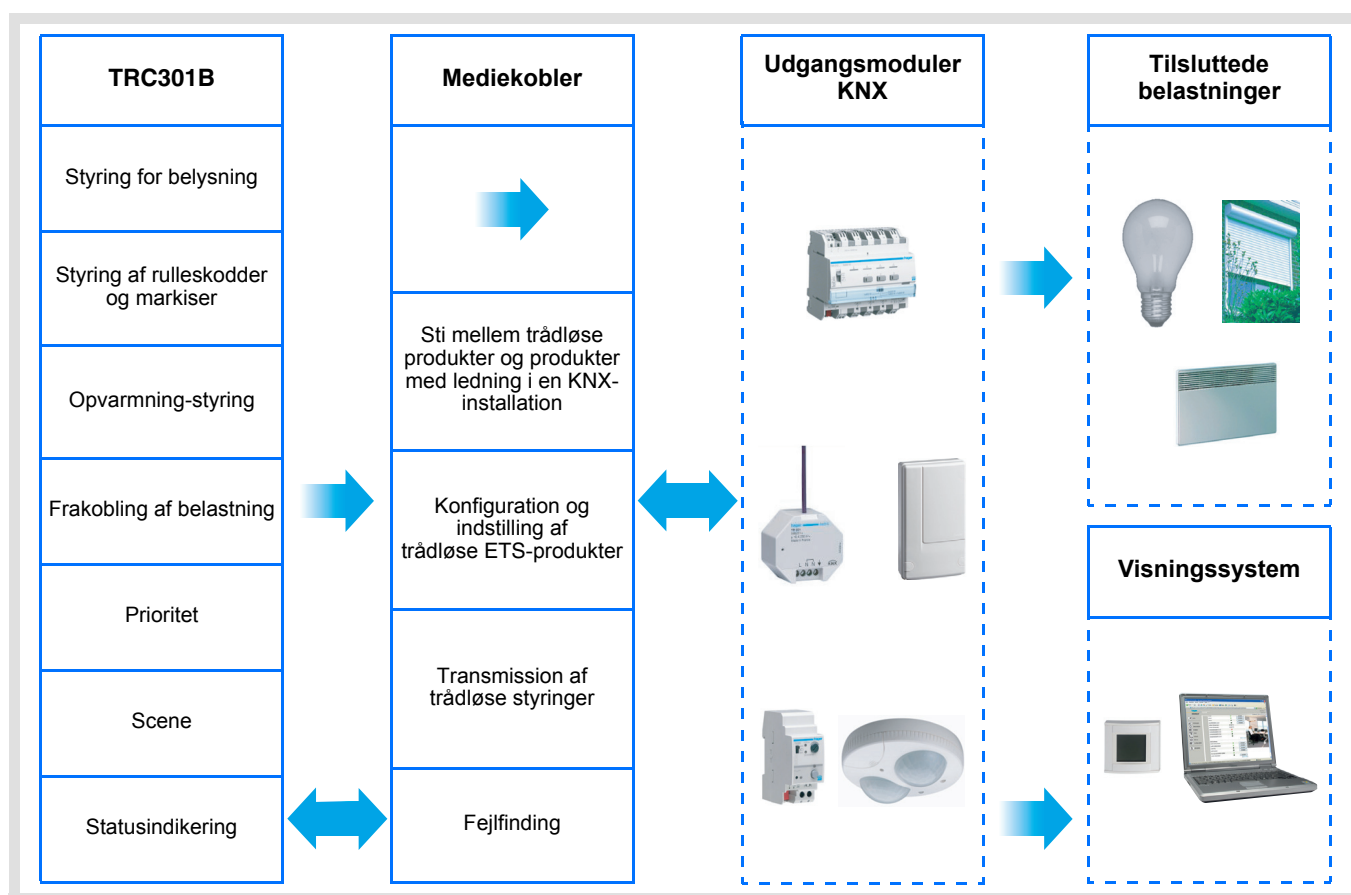 TRC301B
Styring for belysning
Styring af rulleskodder
og markiser
Opvarmning-styring
Frakobling af belastning
Prioritet
Scene
Statusindikering
Mediekobler
Sti mellem trådløse
produkter og produkter
med ledning i en KNX-
installation
Konfiguration og
indstilling af
trådløse ETS-produkter
Transmission af
trådløse styringer
Fejlfinding
Udgangsmoduler
KNX
Tilsluttede
belastninger
Visningssystem